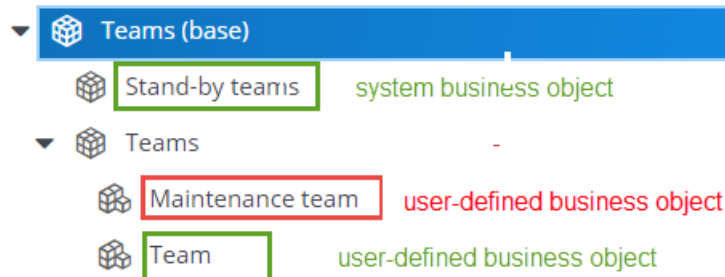 Teams (base)
Stand-by teams system business object
Teams -
Maintenance team user-defined business object
Team user-defined business object